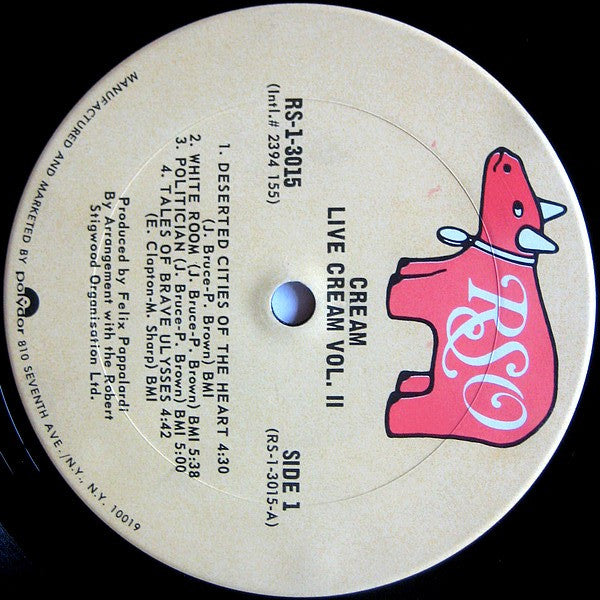 RSO
CREAM
LIVE CREAM VOL. II
RS-1-3015
(Intl.# 2394 155)
SIDE 1
(RS-1-3015-A)
1. DESERTED CITIES OF THE HEART 4:30
(J. Bruce-P. Brown) BMI
2. WHITE ROOM (J. Bruce-P. Brown) BMI 5:38
3. POLITICIAN (J. Bruce-P. Brown) BMI 5:00
4. TALES OF BRAVE ULYSSES 4:42
(E. Clapton-M. Sharp) BMI
Produced by Felix Pappalardi
By Arrangement with the Robert
Stigwood Organisation Ltd.
MANUFACTURED AND MARKETED BY polydor 810 SEVENTH AVE./N.Y., N.Y. 10019